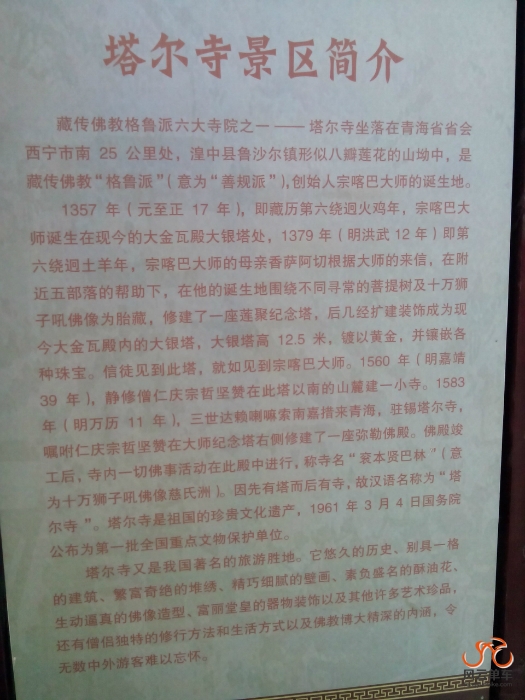 塔尔寺景区简介
藏传佛教格鲁派六大寺院之一——塔尔寺坐落在青海省省会
西宁市南 25 公里处，湟中县鲁沙尔镇形似八瓣莲花的山坳中，是
藏传佛教“格鲁派”（意为“善规派”），创始人宗喀巴大师的诞生地。
1357 年（元至正 17 年），即藏历第六绕迥火鸡年，宗喀巴大
师诞生在现今的大金瓦殿大银塔处，1379 年（明洪武 12 年）即第
六绕迥土羊年，宗喀巴大师的母亲香萨阿切根据大师的来信，在附
近五部落的帮助下，在他的诞生地围绕不同寻常的菩提树及十万狮
子吼佛像为胎藏，修建了一座莲聚纪念塔，后几经扩建装饰成为现
今大金瓦殿内的大银塔，大银塔高 12.5 米，镀以黄金，并镶嵌各
种珠宝。信徒见到此塔，就如见到宗喀巴大师。1560 年（明嘉靖
39 年），静修僧仁庆宗哲坚赞在此塔以南的山麓建一小寺。1583
年（明万历 11 年），三世达赖喇嘛索南嘉措来青海，驻锡塔尔寺，
嘱咐仁庆宗哲坚赞在大师纪念塔右侧修建了一座弥勒佛殿。佛殿竣
工后，寺内一切佛事活动在此殿中进行，称寺名“衮本贤巴林”（意
为十万狮子吼佛像慈氏洲）。因先有塔而后有寺，故汉语名称为“塔
尔寺”。塔尔寺是祖国的珍贵文化遗产，1961 年 3 月 4 日国务院
公布为第一批全国重点文物保护单位。
塔尔寺又是我国著名的旅游胜地。它悠久的历史、别具一格
的建筑、繁富奇绝的堆绣、精巧细腻的壁画、素负盛名的酥油花、
生动逼真的佛像造型、富丽堂皇的器物装饰以及其他许多艺术珍品，
还有僧侣独特的修行方法和生活方式以及佛教博大精深的内涵，令
无数中外游客难以忘怀。
风云单车